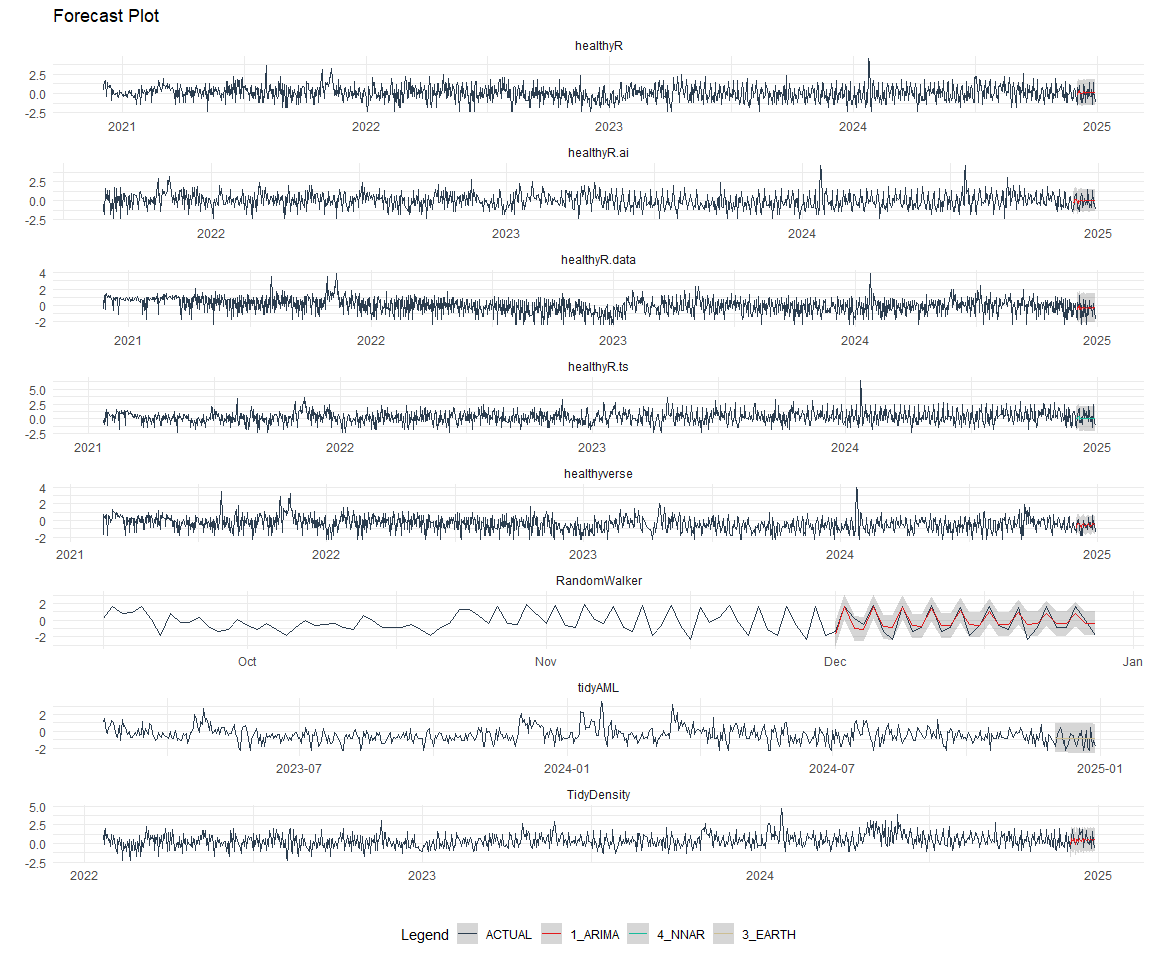 Forecast Plot
healthyR
2.5
0.0
-2.5
2021 2022 2023 2024 2025
healthyR.ai
2.5
0.0
-2.5
2022 2023 2024 2025
healthyR.data
4
2
0
-2
2021 2022 2023 2024 2025
healthyR.ts
5.0
2.5
0.0
-2.5
2021 2022 2023 2024 2025
healthyverse
4
2
0
-2
2021 2022 2023 2024 2025
RandomWalker
2
0
-2
Oct Nov Dec Jan
tidyAML
2
0
-2
2023-07 2024-01 2024-07 2025-01
TidyDensity
5.0
2.5
0.0
-2.5
2022 2023 2024 2025
Legend ACTUAL 1_ARIMA 4_NNAR 3_EARTH